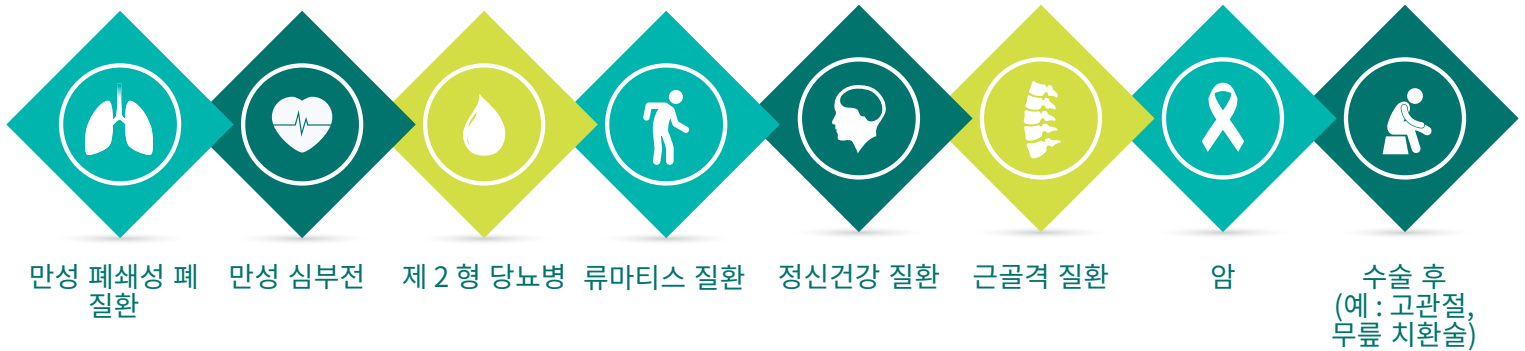 만성 폐쇄성 폐
질환
만성 심부전
제 2 형 당뇨병
류마티스 질환
정신건강 질환
근골격 질환
암
수술 후
(예 : 고관절,
무릎 치환술)